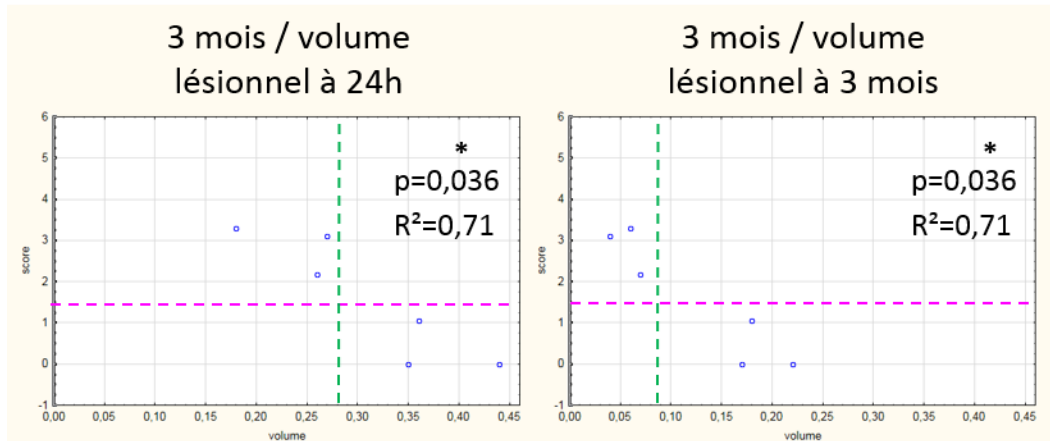 3 mois / volume
lésionnel à 24h
*
p=0,036
R²=0,71
6
5
4
3
2
1
0
-1
score
0,00 0,05 0,10 0,15 0,20 0,25 0,30 0,35 0,40 0,45
volume
3 mois / volume
lésionnel à 3 mois
*
p=0,036
R²=0,71
6
5
4
3
2
1
0
-1
score
0,00 0,05 0,10 0,15 0,20 0,25 0,30 0,35 0,40 0,45
volume